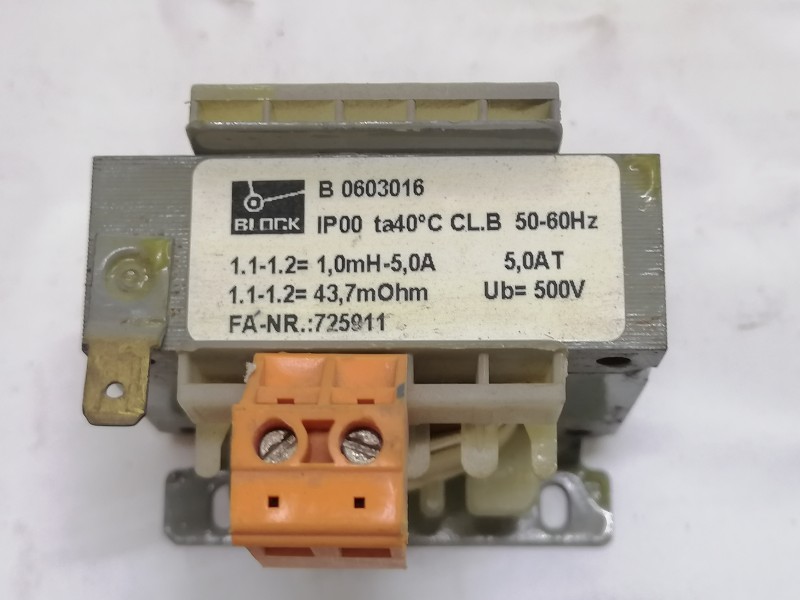 BLOCK
B 0603016
IP00 ta40°C CL.B 50-60Hz
1.1-1.2= 1,0mH-5,0A 5,0AT
1.1-1.2= 43,7mOhm Ub= 500V
FA-NR.:725911